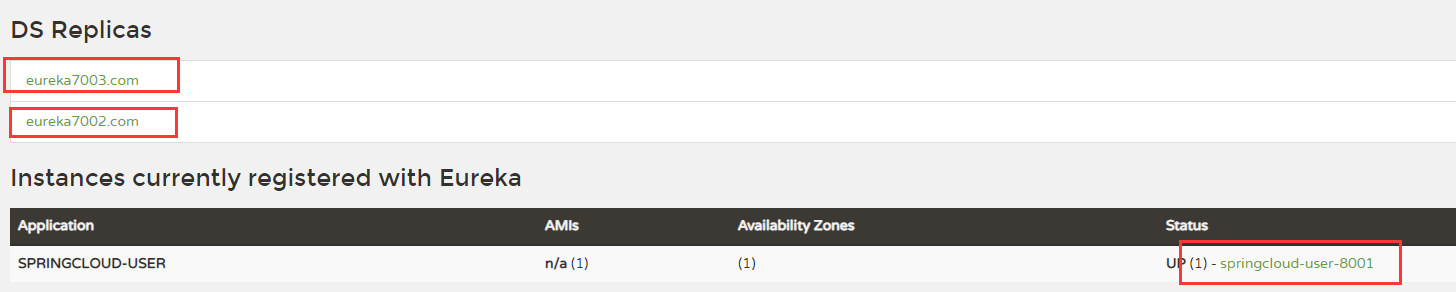 DS Replicas
eureka7003.com
eureka7002.com
Instances currently registered with Eureka
Application AMIs Availability Zones Status
SPRINGCLOUD-USER n/a (1) (1) UP (1) - springcloud-user-8001